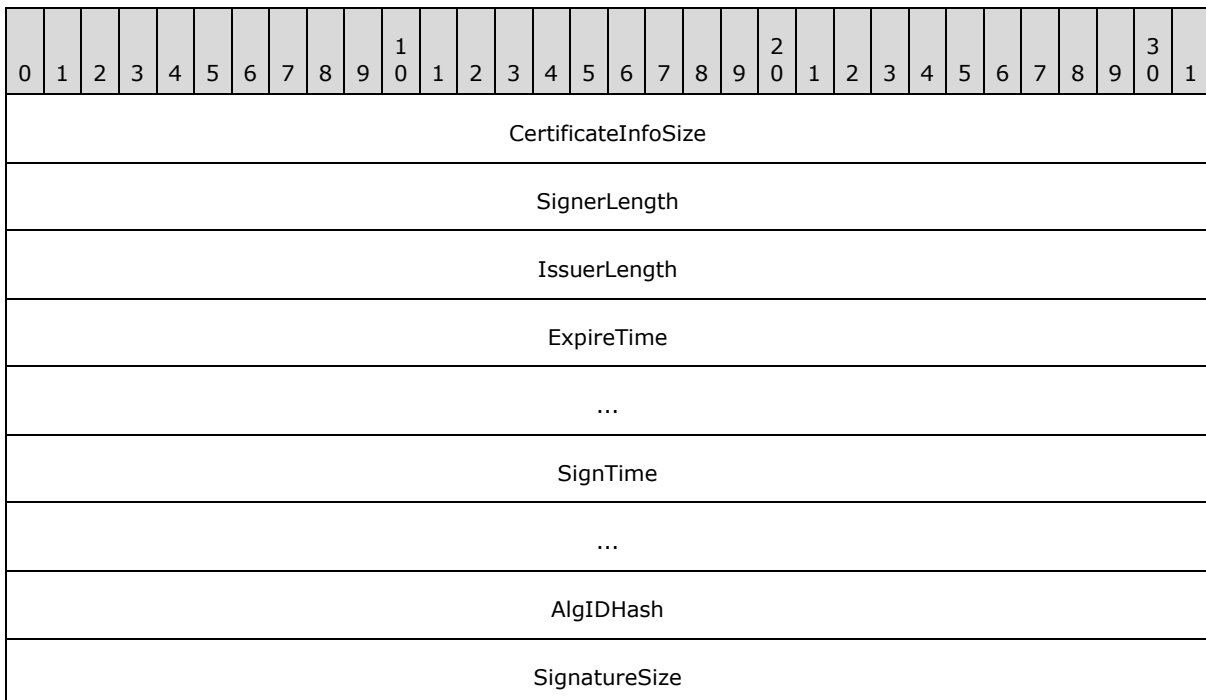 1 2 3
0 1 2 3 4 5 6 7 8 9 0 1 2 3 4 5 6 7 8 9 0 1 2 3 4 5 6 7 8 9 0 1
CertificateInfoSize
SignerLength
IssuerLength
ExpireTime
...
SignTime
...
AlgIDHash
SignatureSize